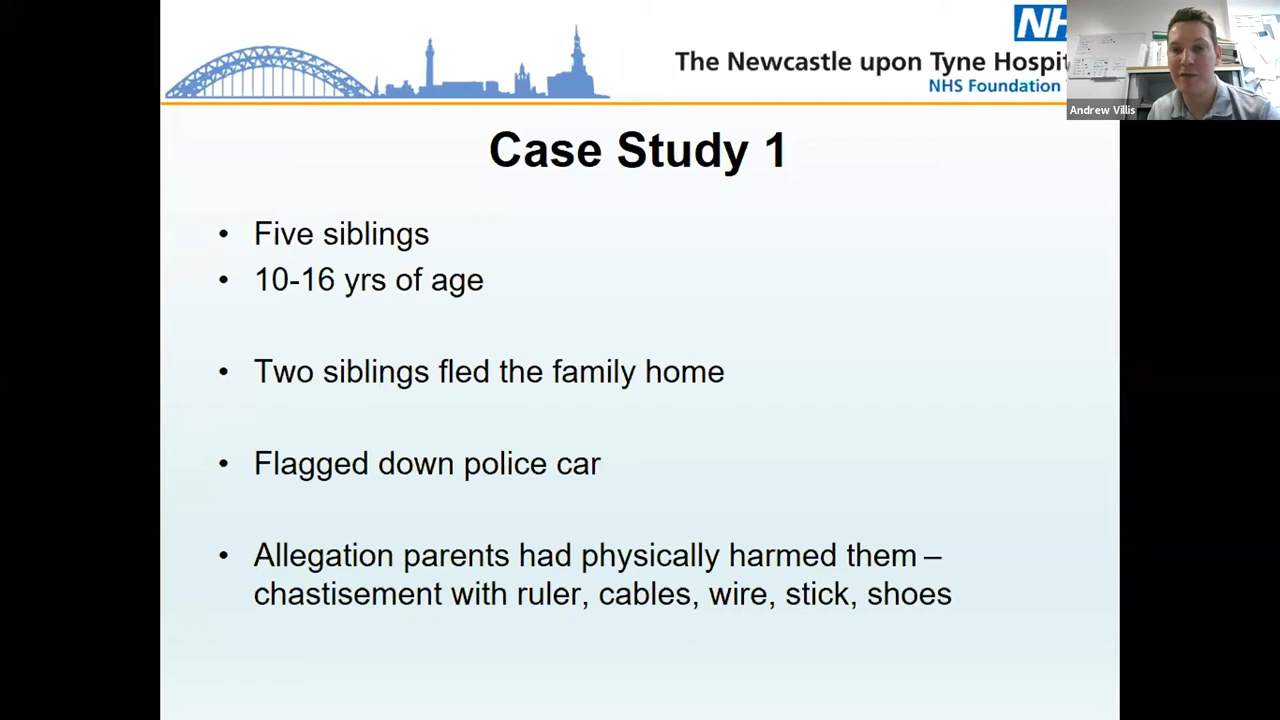 NH
The Newcastle upon Tyne Hospit
NHS Foundation
Andrew Villis
Case Study 1
• Five siblings
• 10-16 yrs of age
• Two siblings fled the family home
• Flagged down police car
• Allegation parents had physically harmed them –
chastisement with ruler, cables, wire, stick, shoes